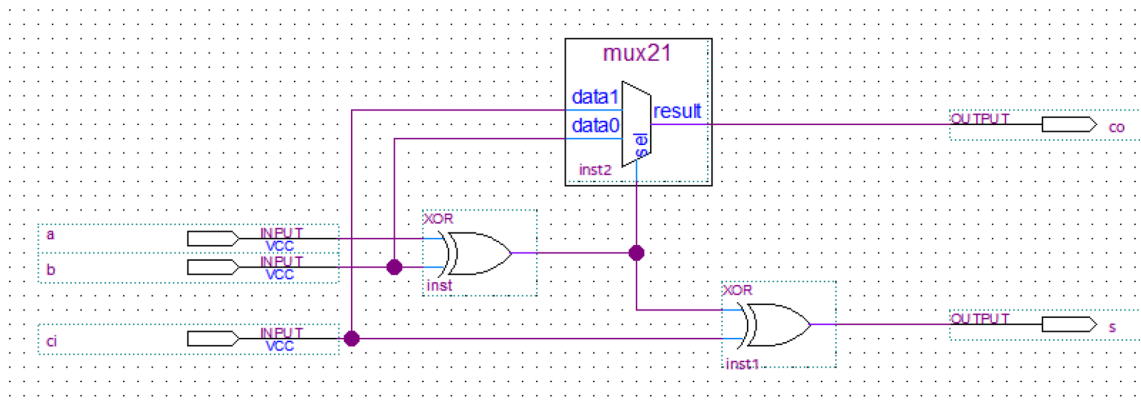 mux21
data1
result
data0
sel
inst2
OUTPUT
co
XOR
a
INPUT
VCC
b
INPUT
VCC
inst
XOR
OUTPUT
s
ci
INPUT
VCC
inst1